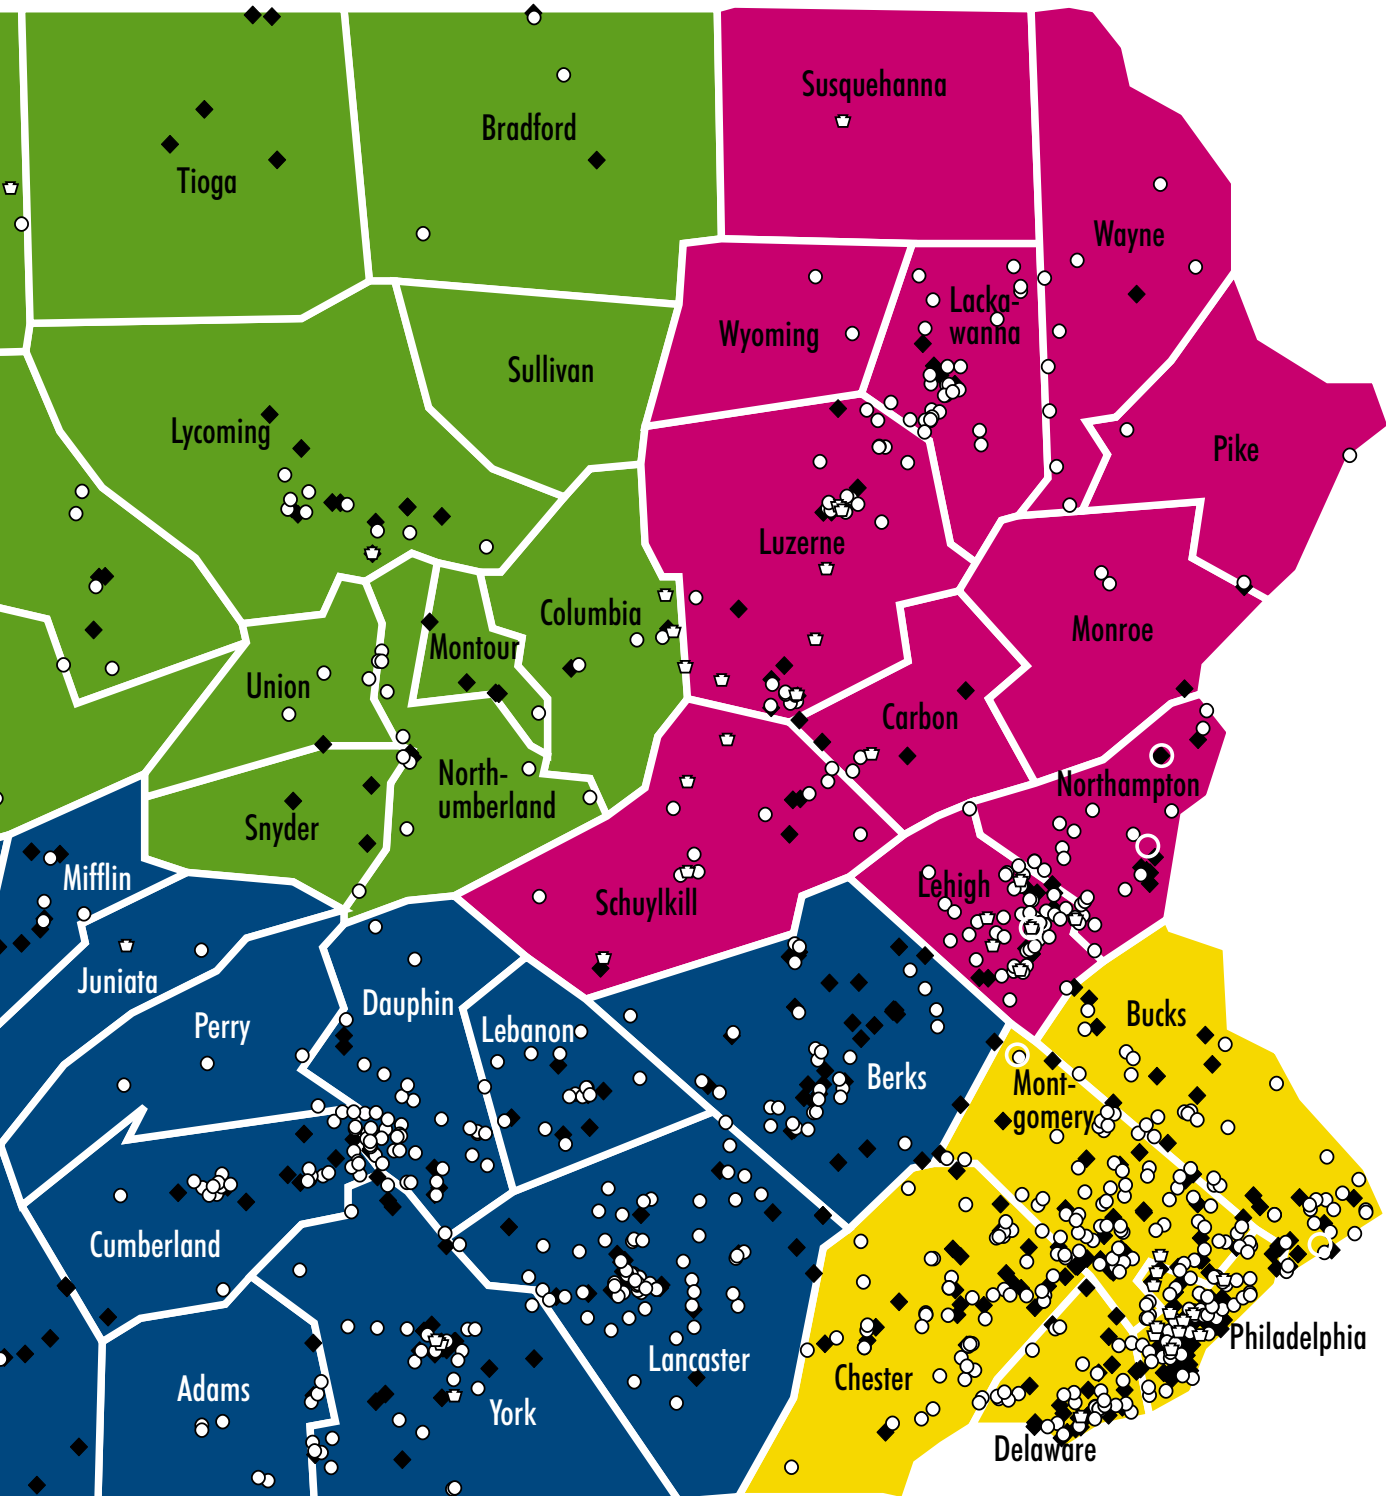 Susquehanna
Bradford
Tioga
Wayne
Lacka-
wanna
Wyoming
Sullivan
Lycoming
Pike
Luzerne
Columbia
Monroe
Montour
Union
Carbon
North-
umberland
Northampton
Snyder
Mifflin
Lehigh
Schuylkill
Juniata
Dauphin
Bucks
Perry
Lebanon
Berks
Mont-
gomery
Cumberland
Philadelphia
Lancaster
Chester
Adams
York
Delaware